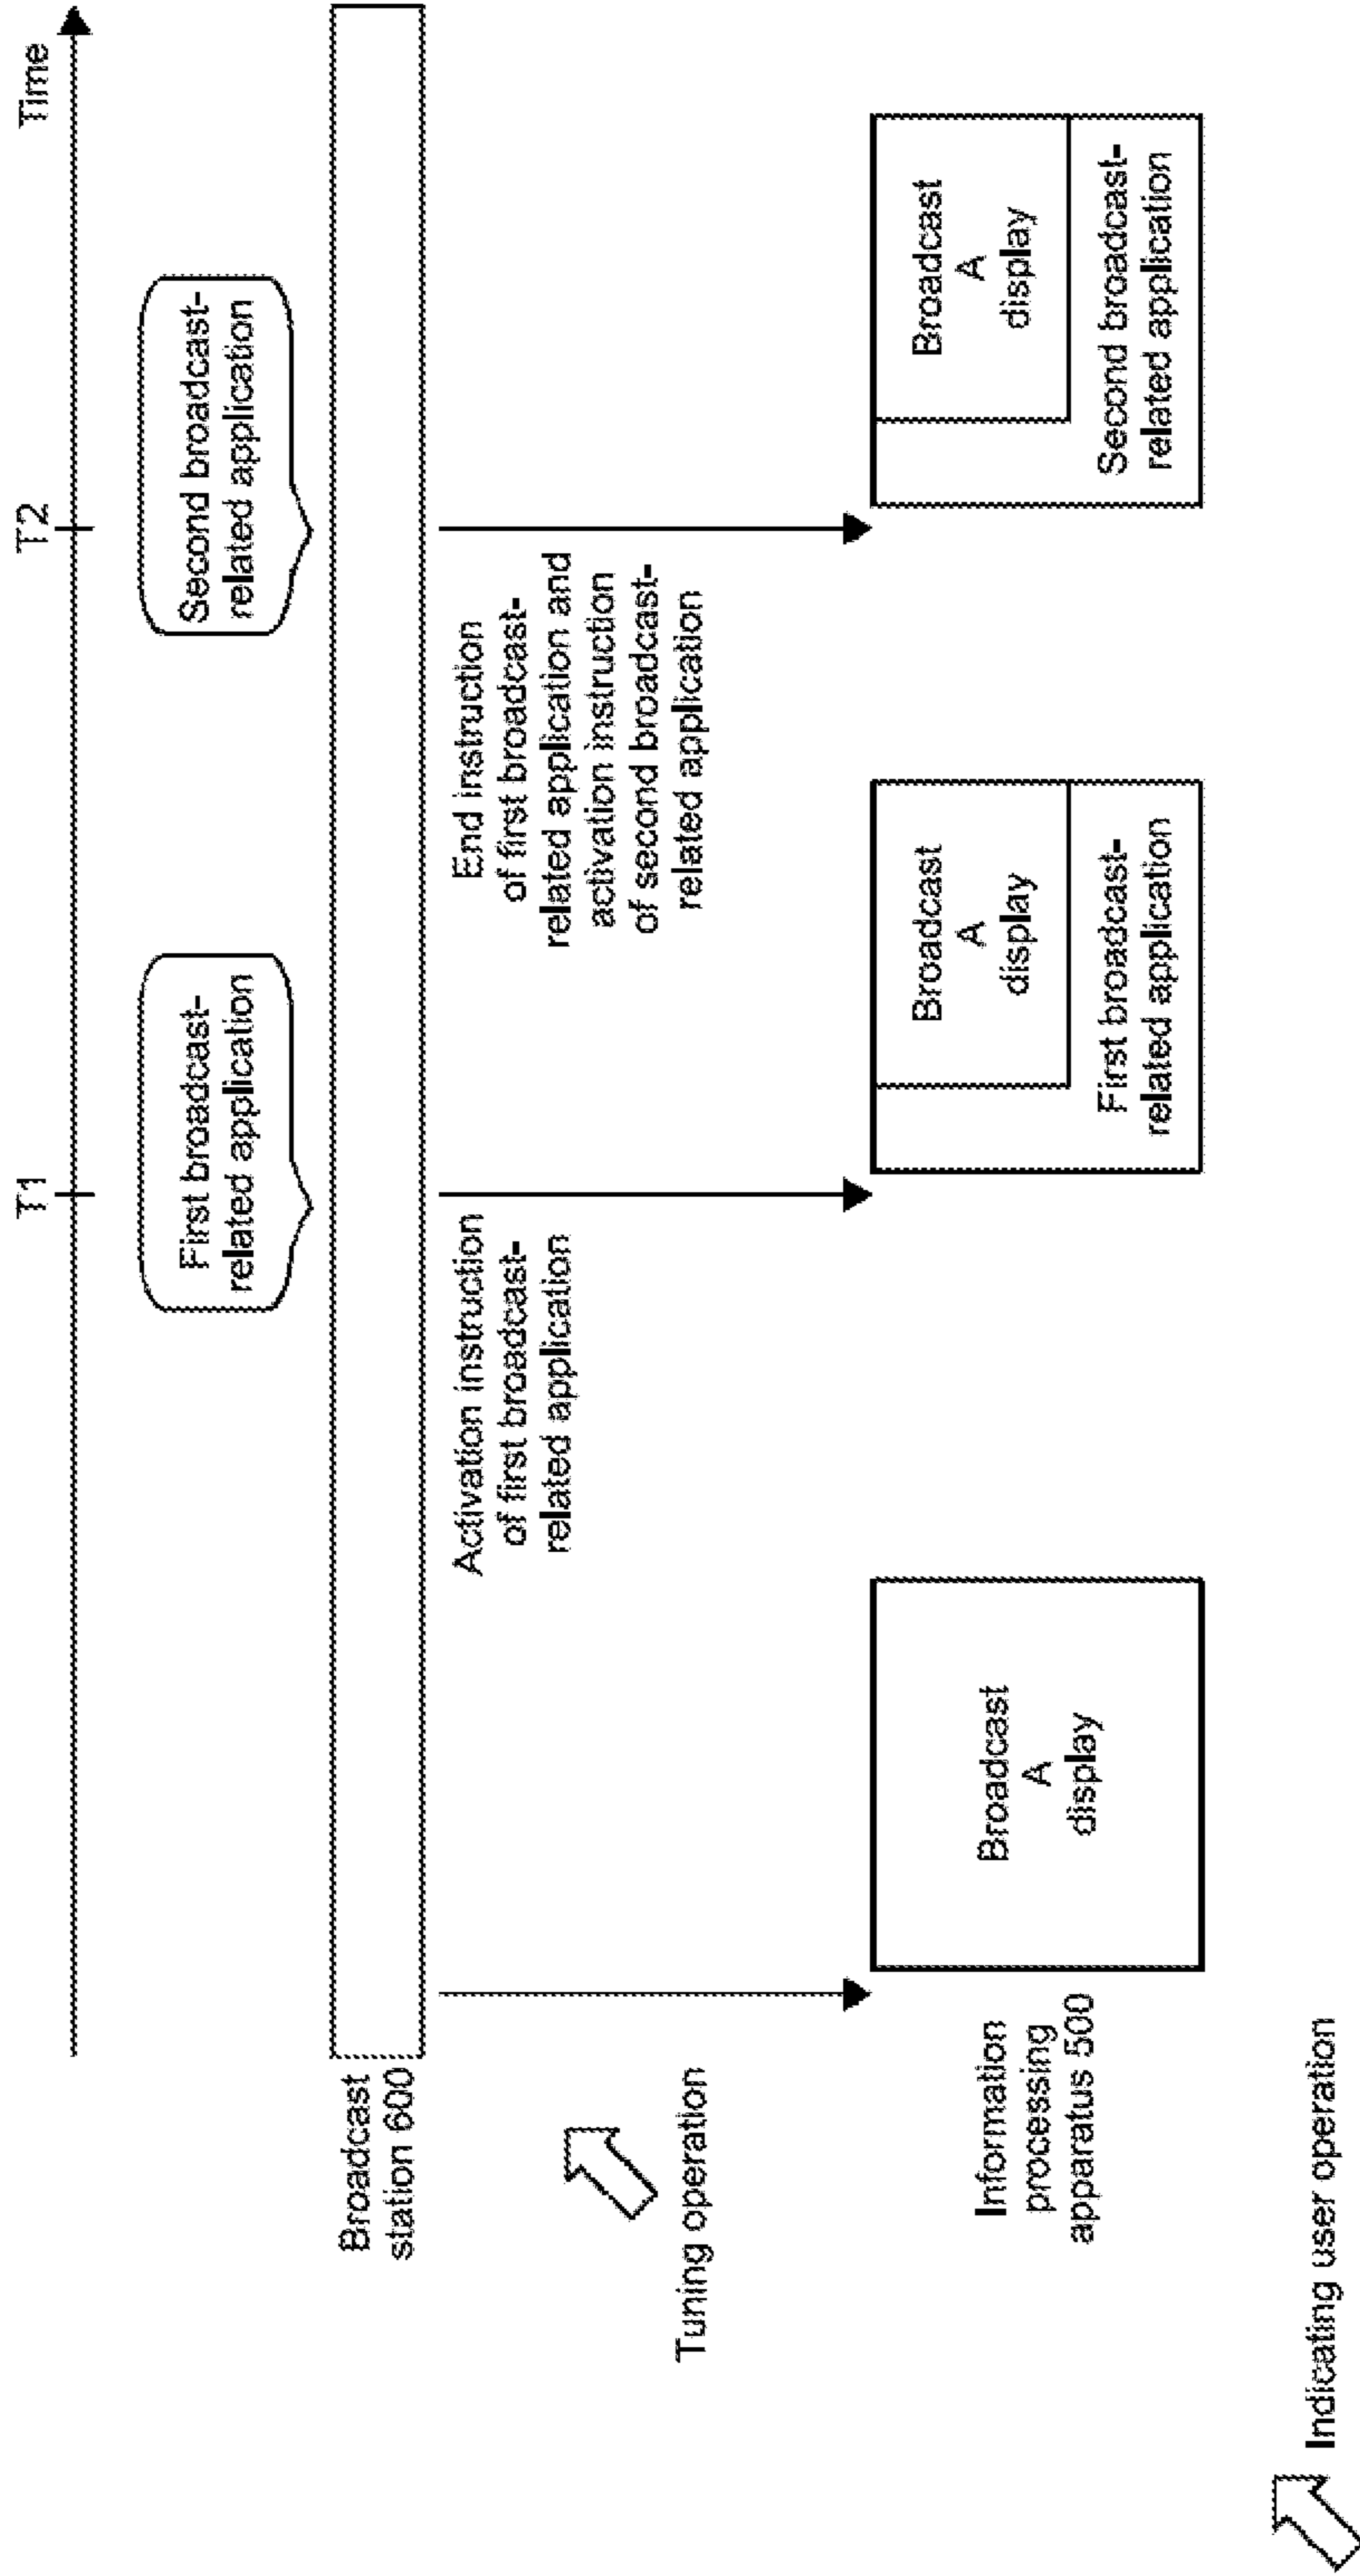 Time
T1
T2
First broadcast-
related application
Second broadcast-
related application
Broadcast
station 600
Tuning operation
Activation instruction
of first broadcast-
related application
End instruction
of first broadcast-
related application and
activation instruction
of second broadcast-
related application
Information
processing
apparatus 500
Broadcast
A
display
Broadcast
A
display
First broadcast-
related application
Broadcast
A
display
Second broadcast-
related application
Indicating user operation